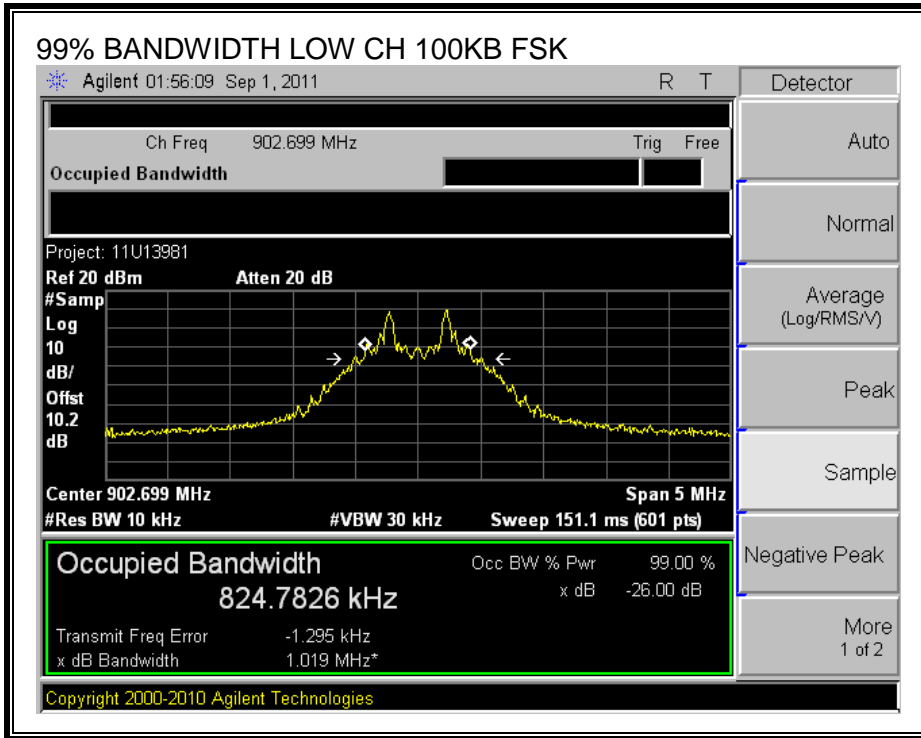 99% BANDWIDTH LOW CH 100KB FSK
Agilent 01:56:09 Sep 1, 2011 R T
Ch Freq 902.699 MHz Trig Free
Occupied Bandwidth
Project: 11U13981
Ref 20 dBm Atten 20 dB
#Samp
Log
10
dB/
Offst
10.2
dB
Center 902.699 MHz Span 5 MHz
#Res BW 10 kHz #VBW 30 kHz Sweep 151.1 ms (601 pts)
Occupied Bandwidth Occ BW % Pwr 99.00 %
824.7826 kHz x dB -26.00 dB
Transmit Freq Error -1.295 kHz
x dB Bandwidth 1.019 MHz*
Copyright 2000-2010 Agilent Technologies
Detector
Auto
Normal
Average
(Log/RMS/V)
Peak
Sample
Negative Peak
More
1 of 2